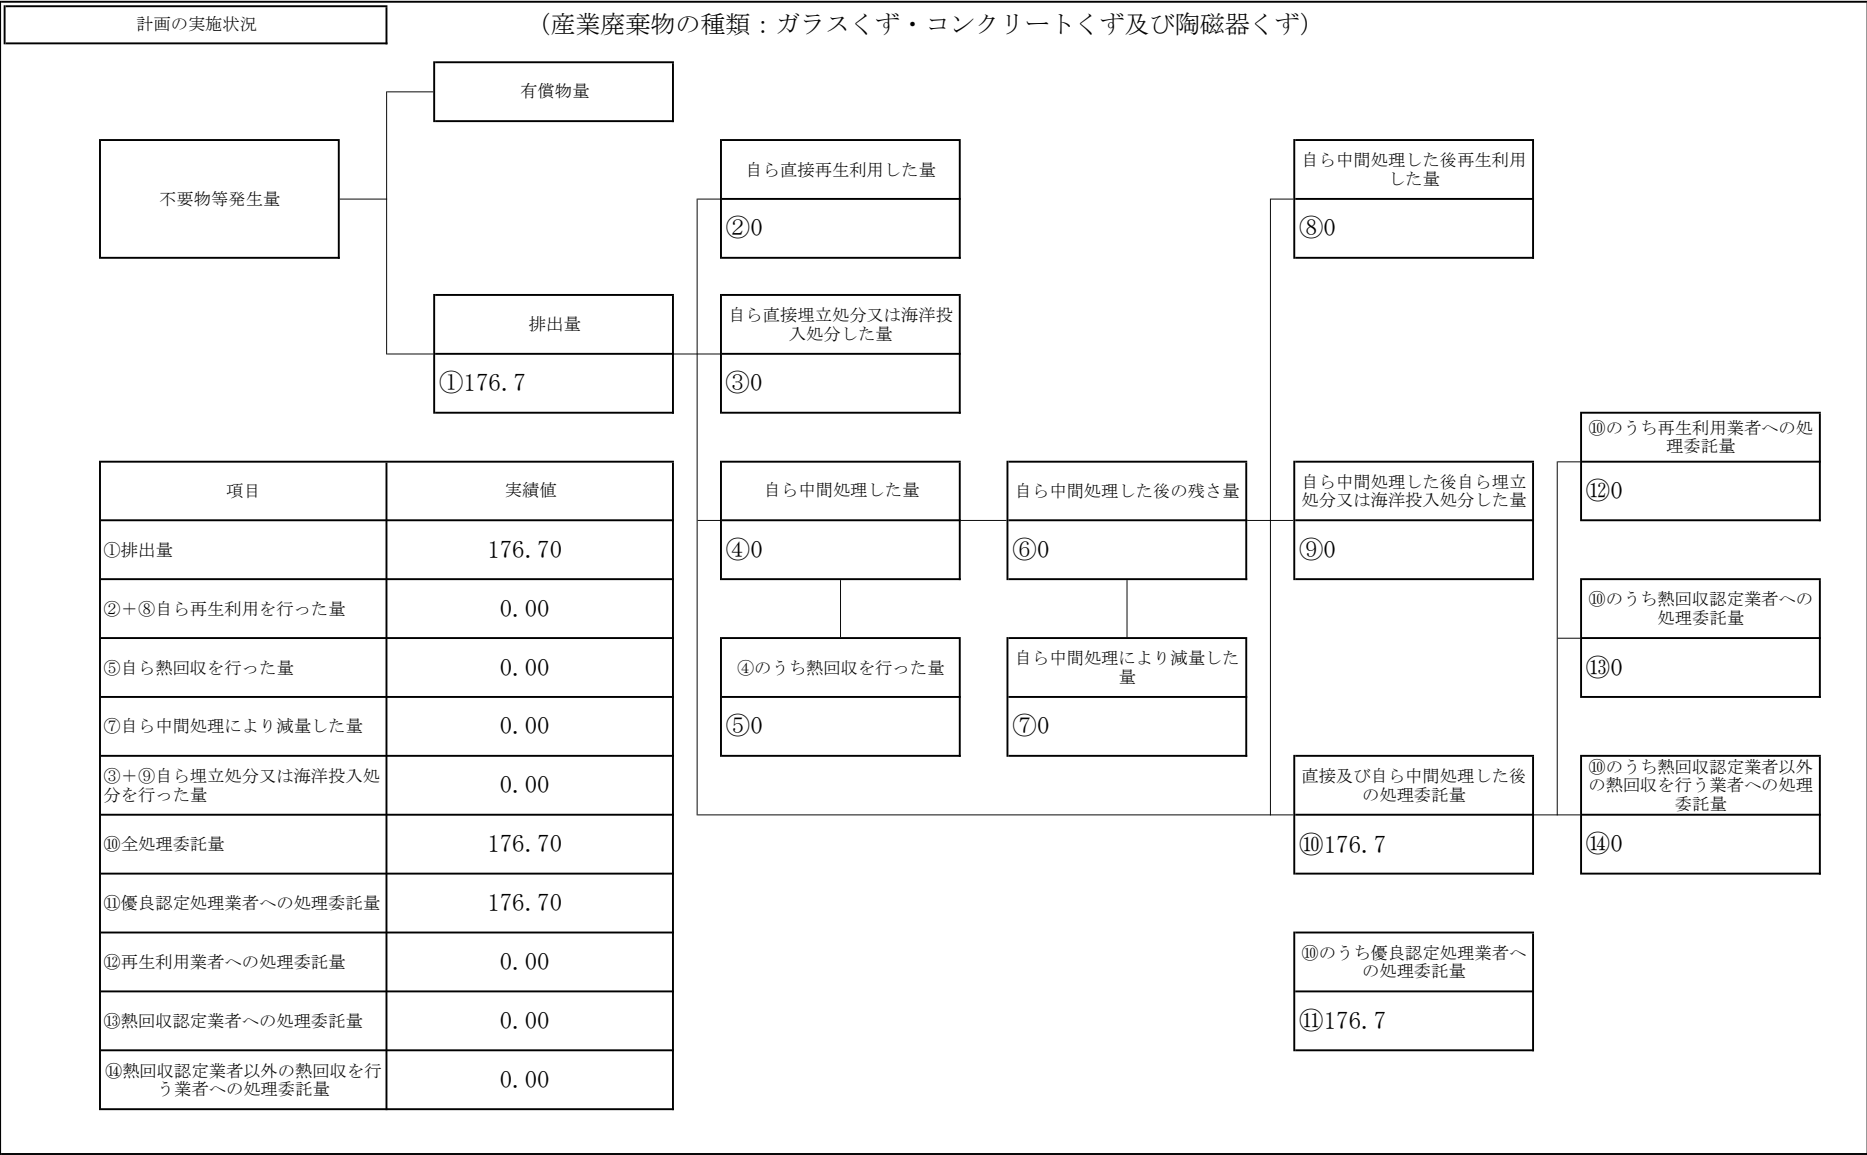 計画の実施状況
（産業廃棄物の種類：ガラスくず・コンクリートくず及び陶磁器くず）
有償物量
不要物等発生量
自ら直接再生利用した量
②0
自ら中間処理した後再生利用
した量
⑧0
排出量
①176.7
自ら直接埋立処分又は海洋投
入処分した量
③0
項目 実績値
①排出量 176.70
②＋⑧自ら再生利用を行った量 0.00
⑤自ら熱回収を行った量 0.00
⑦自ら中間処理により減量した量 0.00
③＋⑨自ら埋立処分又は海洋投入処
分を行った量 0.00
⑩全処理委託量 176.70
⑪優良認定処理業者への処理委託量 176.70
⑫再生利用業者への処理委託量 0.00
⑬熱回収認定業者への処理委託量 0.00
⑭熱回収認定業者以外の熱回収を行
う業者への処理委託量 0.00
自ら中間処理した量
④0
④のうち熱回収を行った量
⑤0
自ら中間処理した後の残さ量
⑥0
自ら中間処理により減量した
量
⑦0
自ら中間処理した後自ら埋立
処分又は海洋投入処分した量
⑨0
直接及び自ら中間処理した後
の処理委託量
⑩176.7
⑩のうち優良認定処理業者へ
の処理委託量
⑪176.7
⑩のうち再生利用業者への処
理委託量
⑫0
⑩のうち熱回収認定業者への
処理委託量
⑬0
⑩のうち熱回収認定業者以外
の熱回収を行う業者への処理
委託量
⑭0